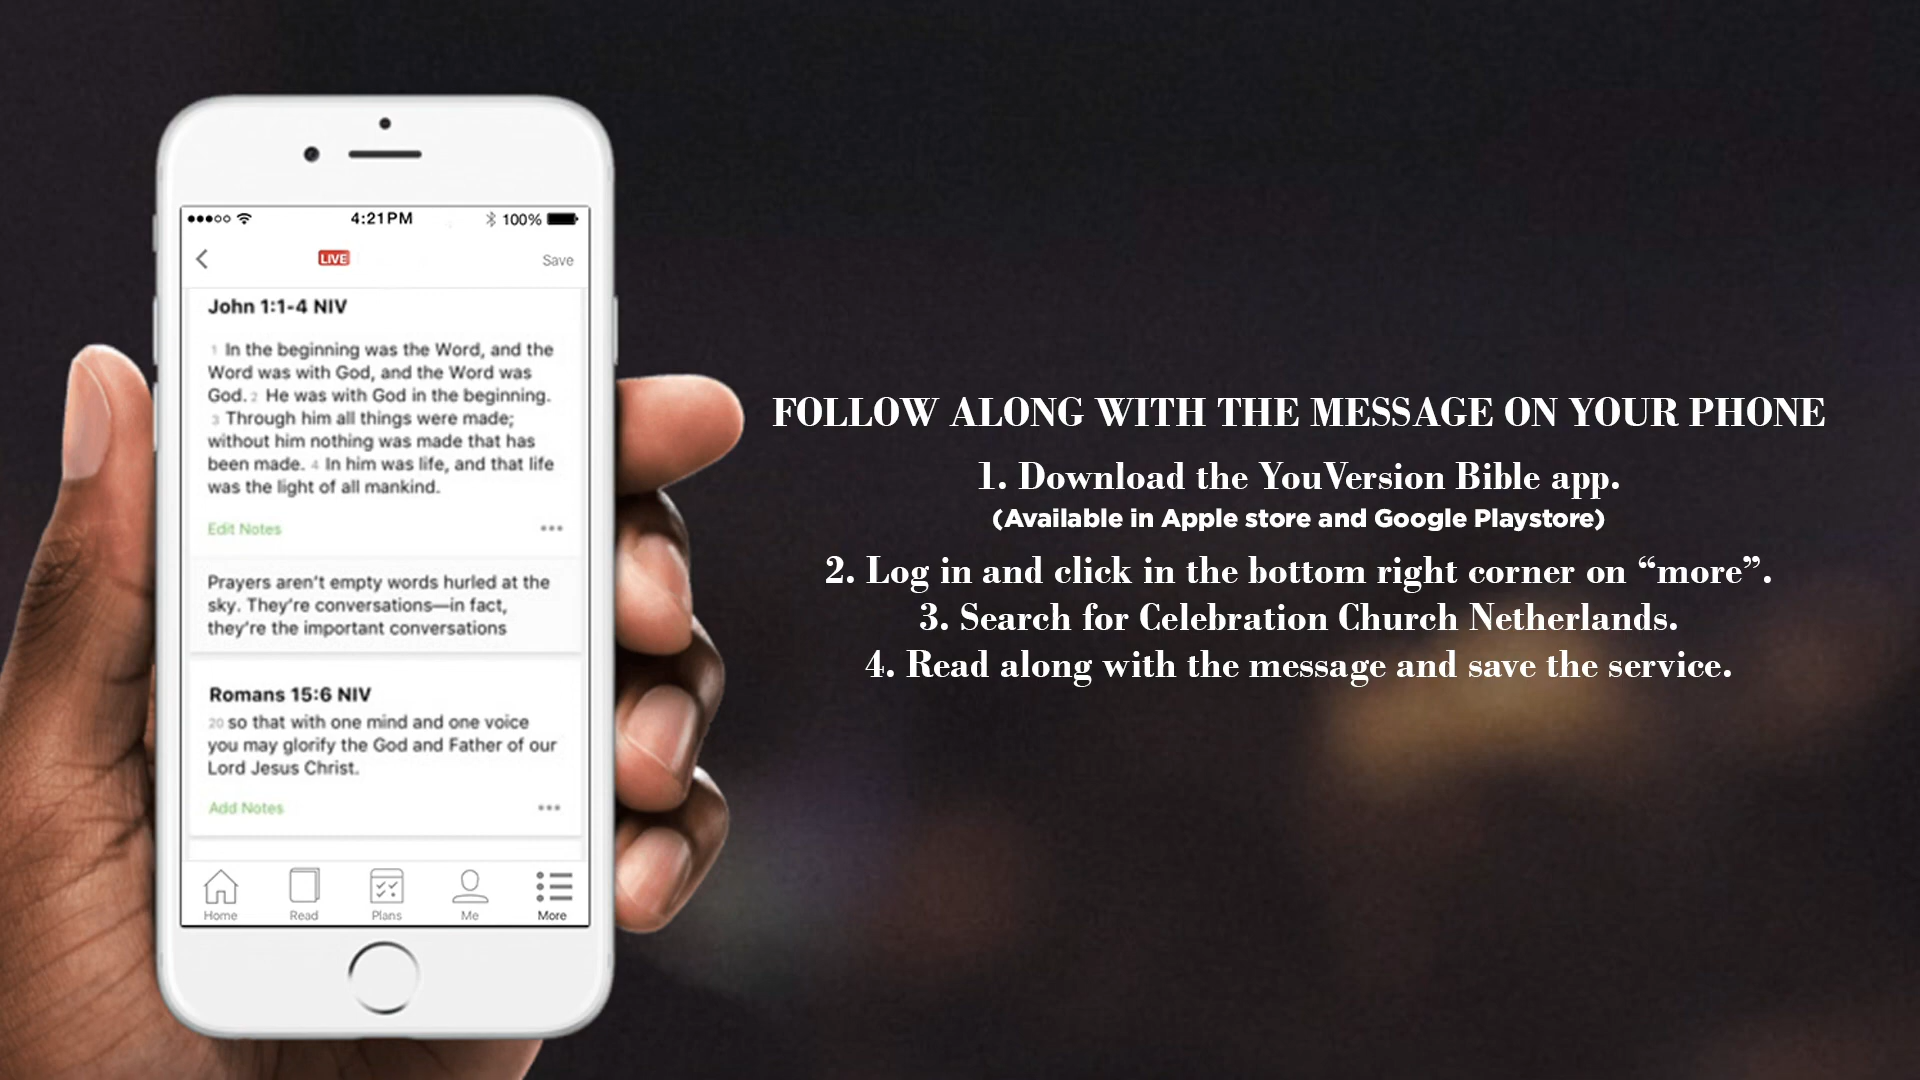 4:21PM
100%
LIVE
Save
John 1:1-4 NIV
1 In the beginning was the Word, and the
Word was with God, and the Word was
God. 2 He was with God in the beginning.
3 Through him all things were made;
without him nothing was made that has
been made. 4 In him was life, and that life
was the light of all mankind.
Edit Notes
Prayers aren't empty words hurled at the
sky. They're conversations—in fact,
they're the important conversations
Romans 15:6 NIV
20 so that with one mind and one voice
you may glorify the God and Father of our
Lord Jesus Christ.
Add Notes
Home
Read
Plans
Me
More
FOLLOW ALONG WITH THE MESSAGE ON YOUR PHONE
1. Download the YouVersion Bible app.
(Available in Apple store and Google Playstore)
2. Log in and click in the bottom right corner on “more”.
3. Search for Celebration Church Netherlands.
4. Read along with the message and save the service.